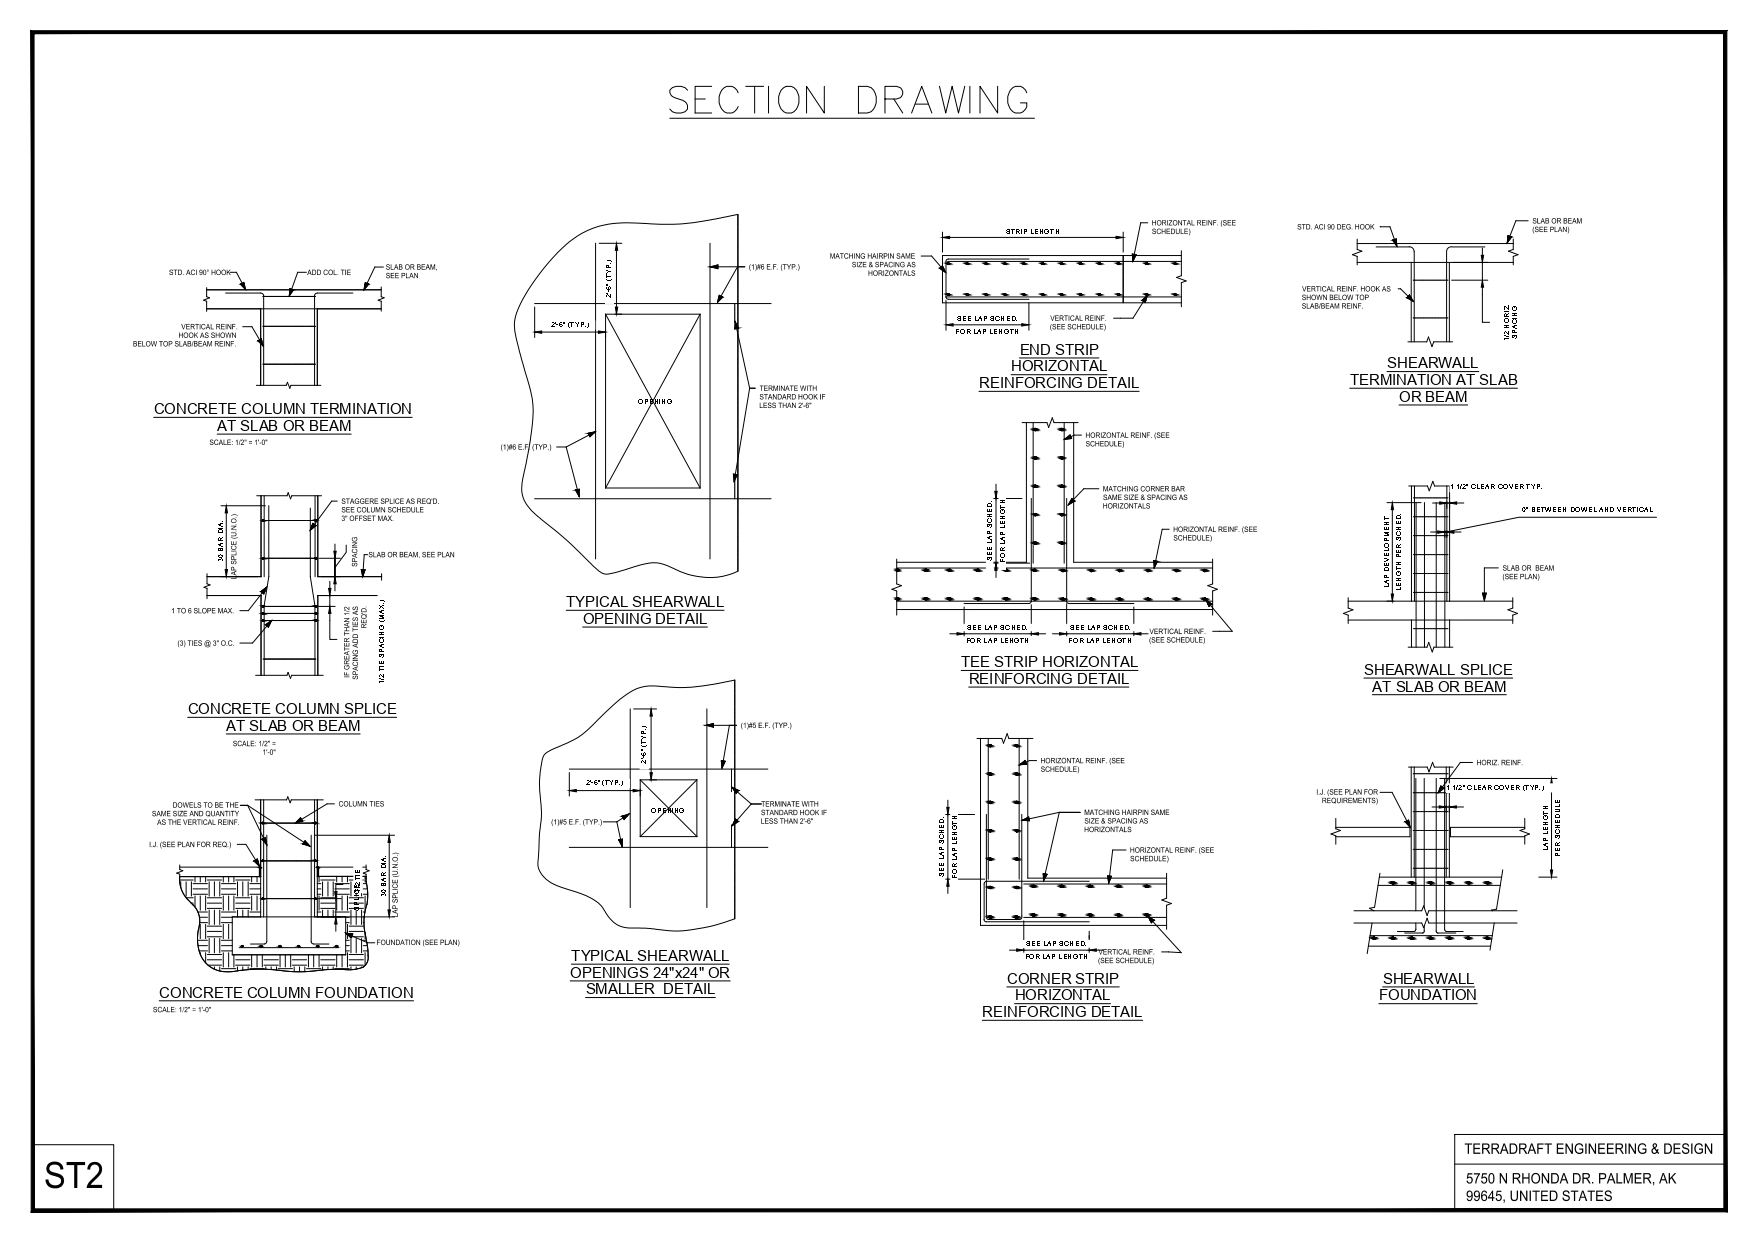 SECTION DRAWING
STD. ACI 90° HOOK
ADD COL. TIE
SLAB OR BEAM,
SEE PLAN
VERTICAL REINF.
HOOK AS SHOWN
BELOW TOP SLAB/BEAM REINF.
CONCRETE COLUMN TERMINATION
AT SLAB OR BEAM
SCALE: 1/2" = 1'-0"
STAGGERE SPLICE AS REQ'D.
SEE COLUMN SCHEDULE
3" OFFSET MAX.
30 BAR DIA.
LAP SPLICE (U.N.O.)
SPACING
SLAB OR BEAM, SEE PLAN
1 TO 6 SLOPE MAX.
(3) TIES @ 3" O.C.
IF GREATER THAN 1/2
SPACING ADD TIES AS
REQ'D.
1/2 TIE SPACING (MAX.)
CONCRETE COLUMN SPLICE
AT SLAB OR BEAM
SCALE: 1/2" =
1'-0"
DOWELS TO BE THE
SAME SIZE AND QUANTITY
AS THE VERTICAL REINF.
COLUMN TIES
I.J. (SEE PLAN FOR REQ.)
30 BAR DIA.
LAP SPLICE (U.N.O.)
FOUNDATION (SEE PLAN)
CONCRETE COLUMN FOUNDATION
SCALE: 1/2" = 1'-0"
2'-6" (TYP.)
(1)#6 E.F. (TYP.)
2'-6" (TYP.)
OPENING
TERMINATE WITH
STANDARD HOOK IF
LESS THAN 2'-6"
(1)#6 E.F. (TYP.)
TYPICAL SHEARWALL
OPENING DETAIL
2'-6" (TYP.)
(1)#5 E.F. (TYP.)
2'-6" (TYP.)
OPENING
TERMINATE WITH
STANDARD HOOK IF
LESS THAN 2'-6"
(1)#5 E.F. (TYP.)
TYPICAL SHEARWALL
OPENINGS 24"x24" OR
SMALLER DETAIL
STRIP LENGTH
HORIZONTAL REINF. (SEE
SCHEDULE)
MATCHING HAIRPIN SAME
SIZE & SPACING AS
HORIZONTALS
SEE LAP SCHED.
FOR LAP LENGTH
VERTICAL REINF.
(SEE SCHEDULE)
END STRIP
HORIZONTAL
REINFORCING DETAIL
HORIZONTAL REINF. (SEE
SCHEDULE)
MATCHING CORNER BAR
SAME SIZE & SPACING AS
HORIZONTALS
SEE LAP SCHED.
FOR LAP LENGTH
HORIZONTAL REINF. (SEE
SCHEDULE)
SEE LAP SCHED.
FOR LAP LENGTH
SEE LAP SCHED.
FOR LAP LENGTH
VERTICAL REINF.
(SEE SCHEDULE)
TEE STRIP HORIZONTAL
REINFORCING DETAIL
HORIZONTAL REINF. (SEE
SCHEDULE)
MATCHING HAIRPIN SAME
SIZE & SPACING AS
HORIZONTALS
SEE LAP SCHED.
FOR LAP LENGTH
HORIZONTAL REINF. (SEE
SCHEDULE)
SEE LAP SCHED.
FOR LAP LENGTH
VERTICAL REINF.
(SEE SCHEDULE)
CORNER STRIP
HORIZONTAL
REINFORCING DETAIL
STD. ACI 90 DEG. HOOK
SLAB OR BEAM
(SEE PLAN)
VERTICAL REINF. HOOK AS
SHOWN BELOW TOP
SLAB/BEAM REINF.
1/2 HORIZ.
SPACING
SHEARWALL
TERMINATION AT SLAB
OR BEAM
1 1/2" CLEAR COVER TYP.
6" BETWEEN DOWEL AND VERTICAL
LAP DEVELOPMENT
LENGTH PER SCHED.
SLAB OR BEAM
(SEE PLAN)
SHEARWALL SPLICE
AT SLAB OR BEAM
HORIZ. REINF.
I.J. (SEE PLAN FOR
REQUIREMENTS)
1 1/2" CLEAR COVER (TYP.)
LAP LENGTH
PER SCHEDULE
SHEARWALL
FOUNDATION
ST2
TERRADRAFT ENGINEERING & DESIGN
5750 N RHONDA DR. PALMER, AK
99645, UNITED STATES